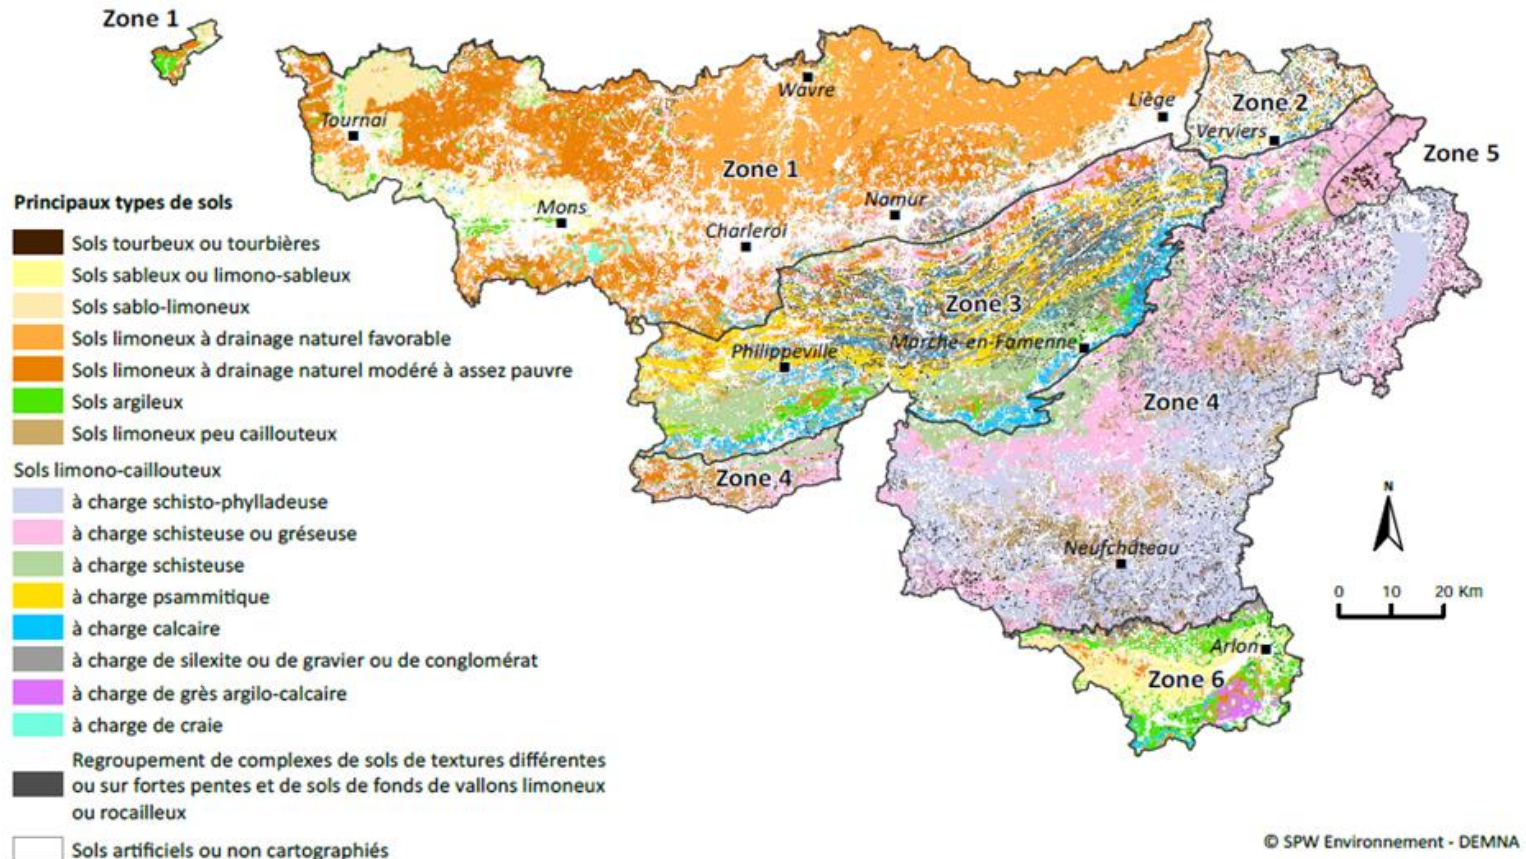 Zone 1
Wavre
Liège
Zone 2
Verviers
Tournai
Zone 1
Zone 5
Principaux types de sols
Mons
Namur
Charleroi
Sols tourbeux ou tourbières
Sols sableux ou limono-sableux
Sols sablo-limoneux
Zone 3
Sols limoneux à drainage naturel favorable
Marche-en-Famenne
Philippeville
Sols limoneux à drainage naturel modéré à assez pauvre
Sols argileux
Zone 4
Sols limoneux peu caillouteux
Sols limono-caillouteux
Zone 4
à charge schisto-phylladeuse
N
à charge schisteuse ou gréseuse
Neufchâteau
à charge schisteuse
à charge psammitique
0 10 20 Km
à charge calcaire
Arlon
à charge de silexite ou de gravier ou de conglomérat
Zone 6
à charge de grès argilo-calcaire
à charge de craie
Regroupement de complexes de sols de textures différentes
ou sur fortes pentes et de sols de fonds de vallons limoneux
ou rocailleux
Sols artificiels ou non cartographiés
© SPW Environnement - DEMNA